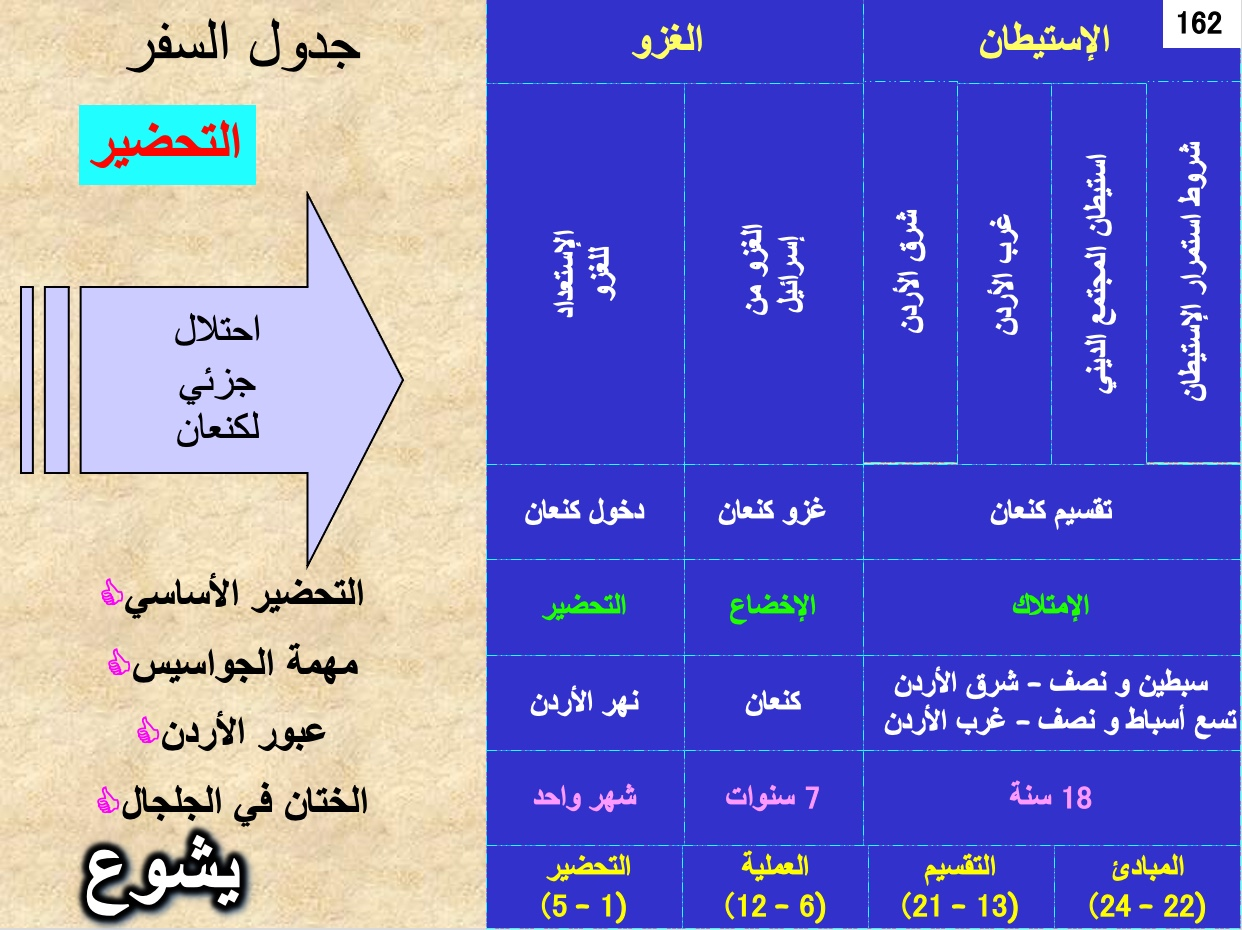 162
جدول السفر
التحضير
احتلال
جزئي
لكنعان
التحضير الأساسي
مهمة الجواسيس
عبور الأردن
الختان في الجلجال
يشوع
الغزو
الإستيطان
الإستعداد
للغزو
الغزو من
إسرائيل
شرق الأردن
غرب الأردن
استيطان المجتمع الديني
شروط استمرار الإستيطان
دخول كنعان
غزو كنعان
تقسيم كنعان
التحضير
الإخضاع
الإمتلاك
نهر الأردن
كنعان
سبطين و نصف – شرق الأردن
تسع أسباط و نصف – غرب الأردن
شهر واحد
7 سنوات
18 سنة
التحضير
(1 – 5)
العملية
(6 – 12)
التقسيم
(13 – 21)
المبادئ
(22 – 24)